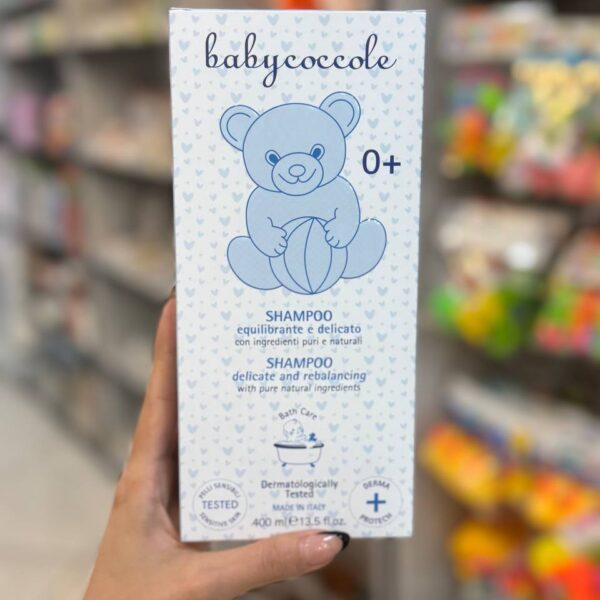 babycoccole
0+
SHAMPOO
equilibrante e delicato
con ingredienti puri e naturali
SHAMPOO
delicate and rebalancing
with pure natural ingredients
Bath Care
Dermatologically
Tested
MADE IN ITALY
400 ml e 13.5 fl.oz.
PELLI SENSIBILI
TESTED
SENSITIVE SKIN
DERMA
+
PROTECH